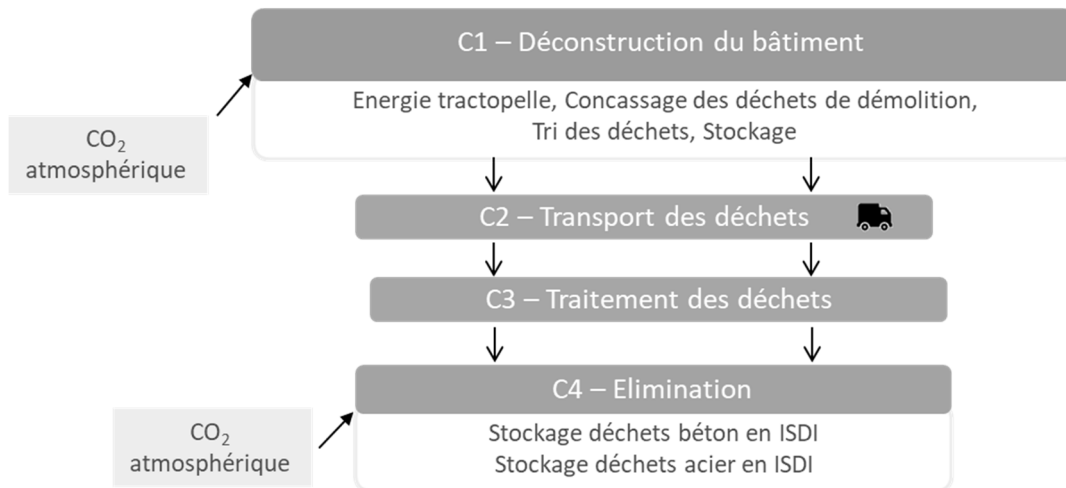 C1 – Déconstruction du bâtiment
Energie tractopelle, Concassage des déchets de démolition,
Tri des déchets, Stockage
CO₂
atmosphérique
C2 – Transport des déchets
C3 – Traitement des déchets
C4 – Elimination
CO₂
atmosphérique
Stockage déchets béton en ISDI
Stockage déchets acier en ISDI